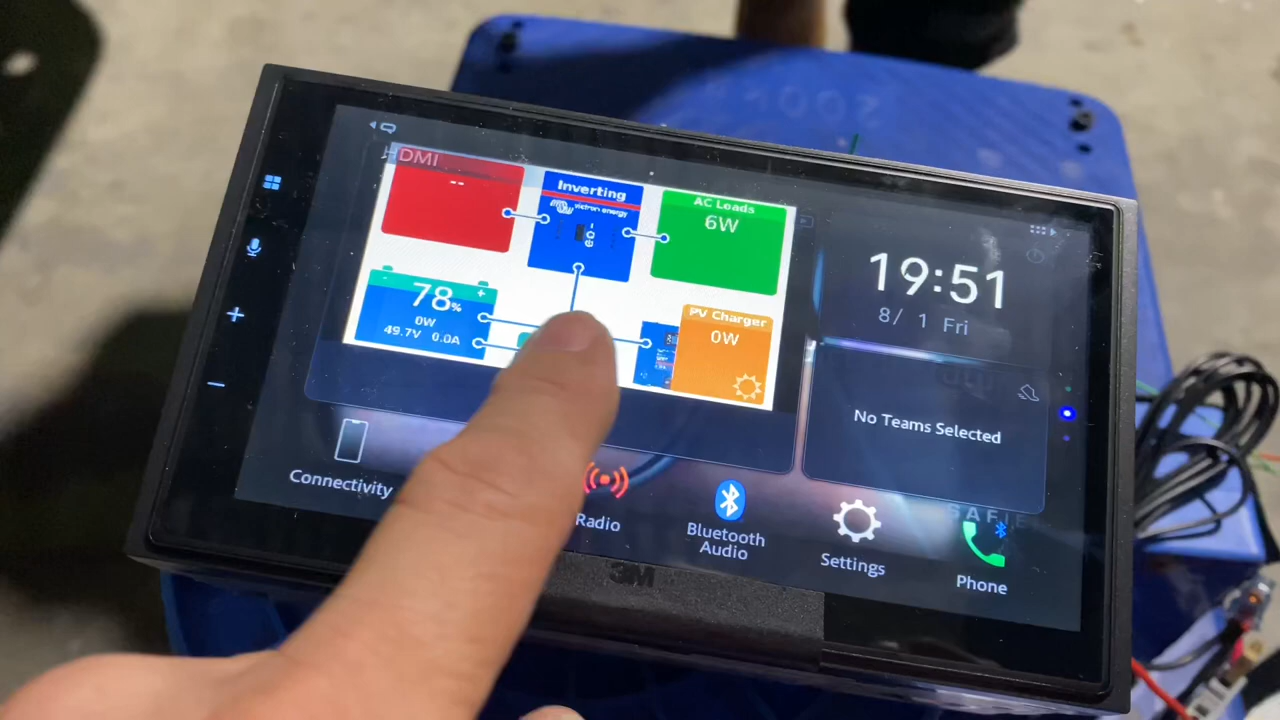 HDMI
--
Inverting
victron energy
AC Loads
6W
78%
0W
49.7V 0.0A
PV Charger
0W
19:51
8/ 1 Fri
No Teams Selected
Connectivity
Radio
Bluetooth
Audio
Settings
Phone
3M